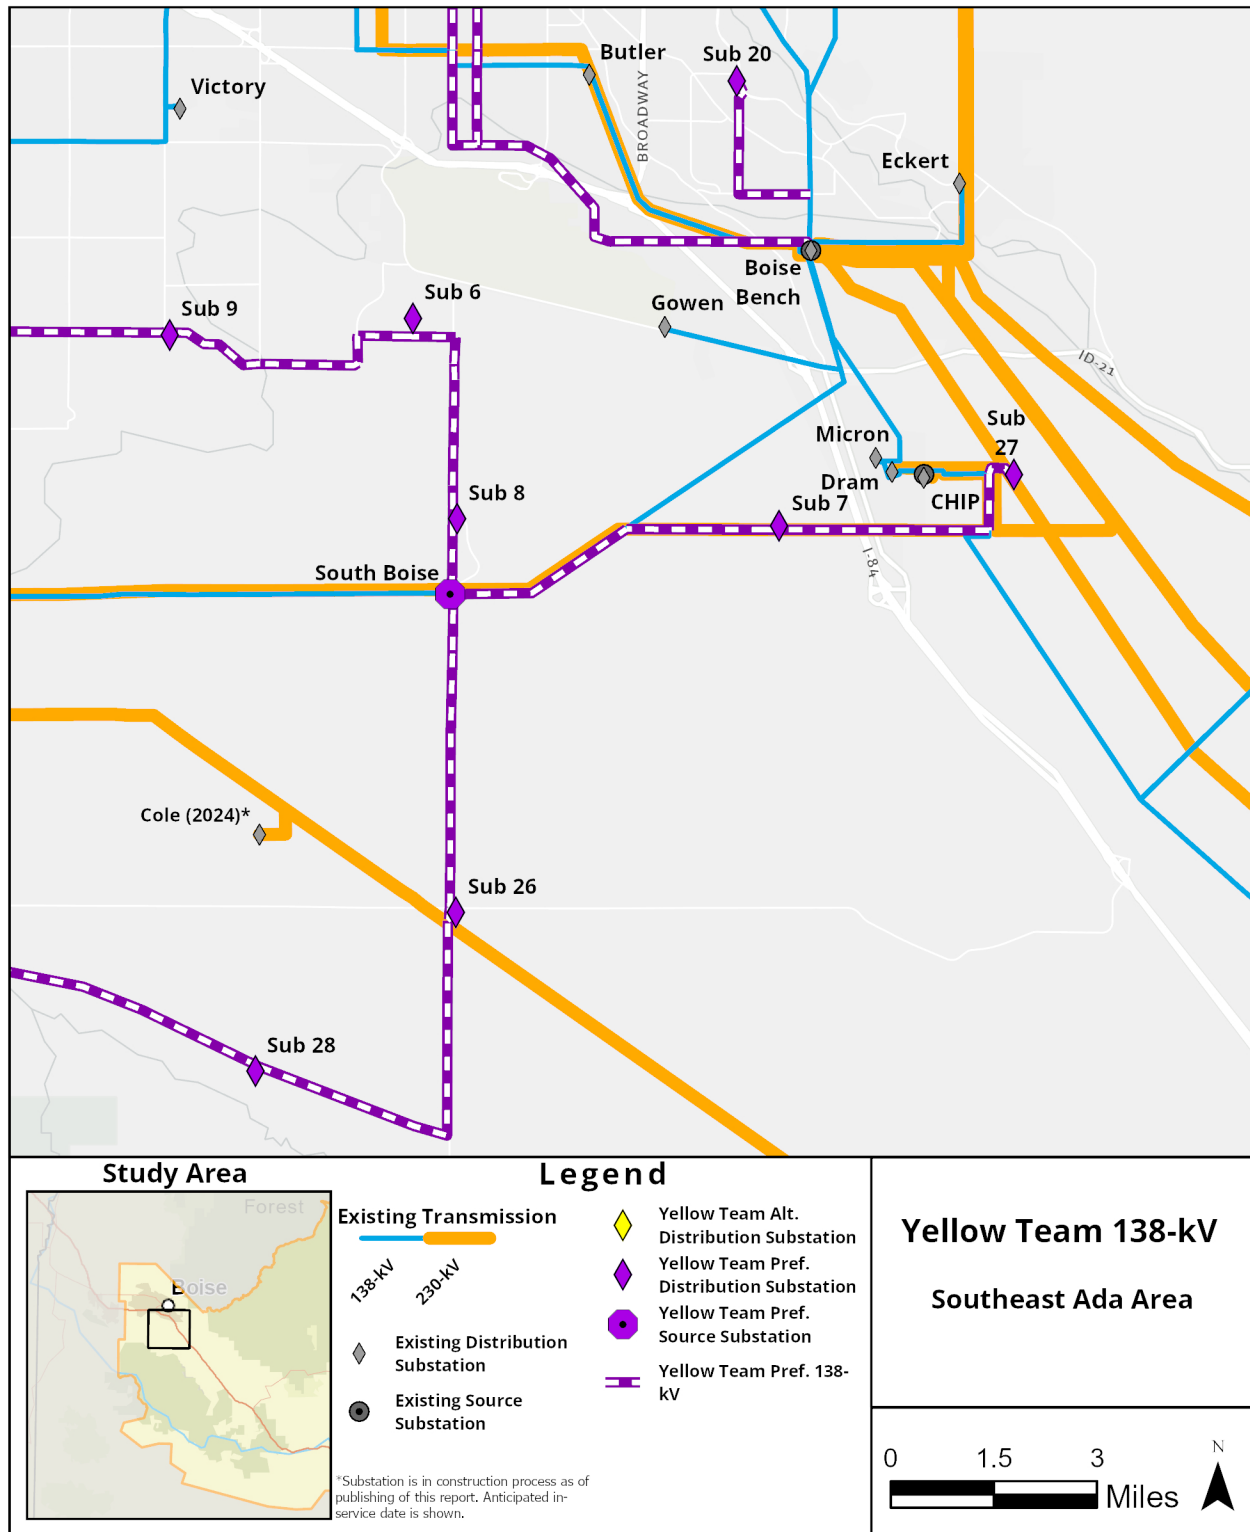 Butler
Sub 20
Victory
BROADWAY
Eckert
Boise
Bench
Sub 6
Sub 9
Gowen
ID-21
Sub
27
Micron
Dram
CHIP
Sub 8
Sub 7
I-84
South Boise
Cole (2024)*
Sub 26
Sub 28
Study Area
Forest
Boise
Legend
Existing Transmission
138-kV
230-kV
Existing Distribution
Substation
Existing Source
Substation
Yellow Team Alt.
Distribution Substation
Yellow Team Pref.
Distribution Substation
Yellow Team Pref.
Source Substation
Yellow Team Pref. 138-
kV
*Substation is in construction process as of
publishing of this report. Anticipated in-
service date is shown.
Yellow Team 138-kV
Southeast Ada Area
0 1.5 3
Miles
N